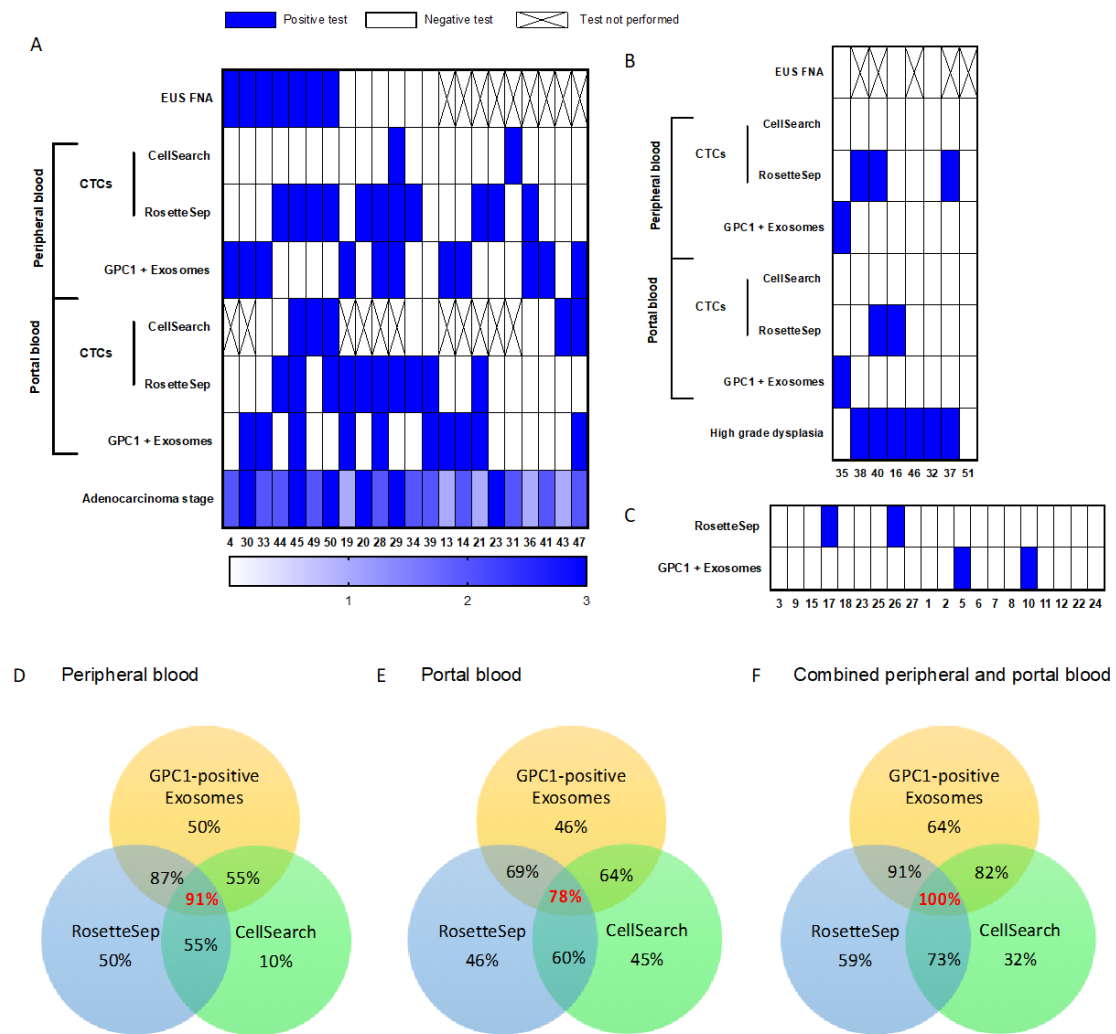 Positive test
Negative test
Test not performed
A
EUS FNA
Peripheral blood
CTCs
CellSearch
RosetteSep
GPC1 + Exosomes
Portal blood
CTCs
CellSearch
RosetteSep
GPC1 + Exosomes
Adenocarcinoma stage
4 30 33 44 45 49 50 19 20 28 29 34 39 13 14 21 23 31 36 41 43 47
1 2 3
B
EUS FNA
Peripheral blood
CTCs
CellSearch
RosetteSep
GPC1 + Exosomes
Portal blood
CTCs
CellSearch
RosetteSep
GPC1 + Exosomes
High grade dysplasia
35 38 40 16 46 32 37 51
C
RosetteSep
GPC1 + Exosomes
3 9 15 17 18 23 25 26 27 1 2 5 6 7 8 10 11 12 22 24
D Peripheral blood
GPC1-positive
Exosomes
50%
87% 55%
91%
RosetteSep
50%
55%
CellSearch
10%
E Portal blood
GPC1-positive
Exosomes
46%
69% 64%
78%
RosetteSep
46%
60%
CellSearch
45%
F Combined peripheral and portal blood
GPC1-positive
Exosomes
64%
91% 82%
100%
RosetteSep
59%
73%
CellSearch
32%